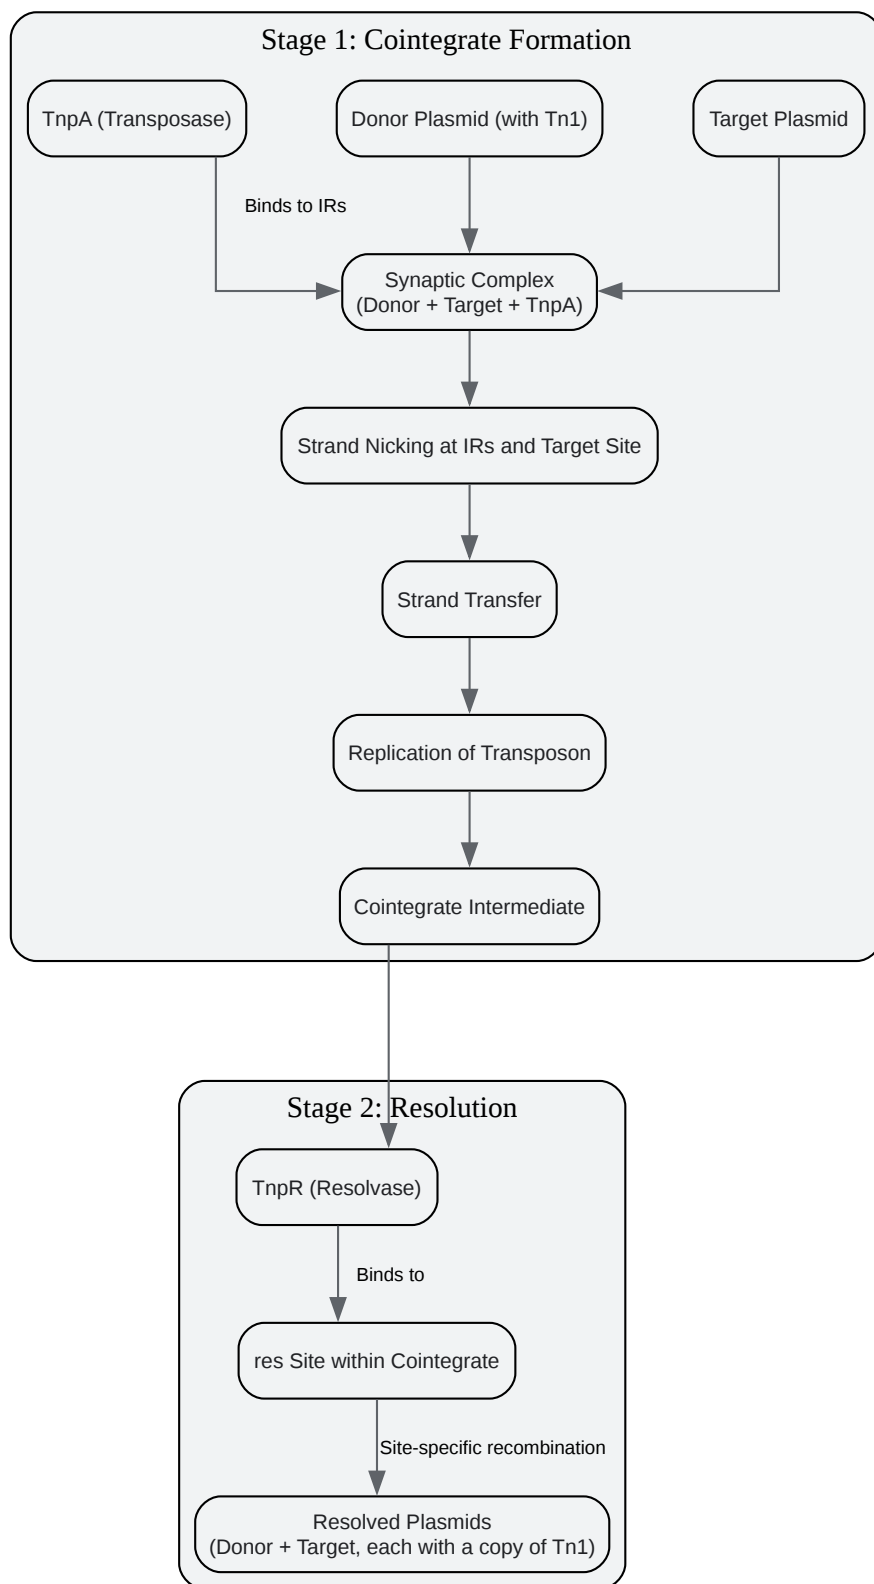 Stage 1: Cointegrate Formation
TnpA (Transposase)
Donor Plasmid (with Tn1)
Target Plasmid
Binds to IRs
Synaptic Complex
(Donor + Target + TnpA)
Strand Nicking at IRs and Target Site
Strand Transfer
Replication of Transposon
Cointegrate Intermediate
Stage 2: Resolution
TnpR (Resolvase)
Binds to
res Site within Cointegrate
Site-specific recombination
Resolved Plasmids
(Donor + Target, each with a copy of Tn1)